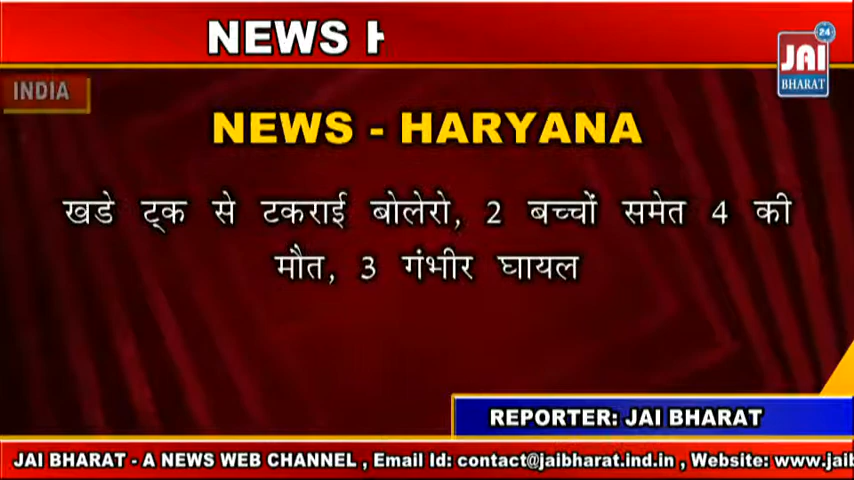 NEWS H
24
JAI
BHARAT
INDIA
NEWS - HARYANA
खडे ट्क से टकराई बोलेरो, 2 बच्चों समेत 4 की
मौत, 3 गंभीर घायल
REPORTER: JAI BHARAT
JAI BHARAT - A NEWS WEB CHANNEL , Email Id: contact@jaibharat.ind.in , Website: www.jaib